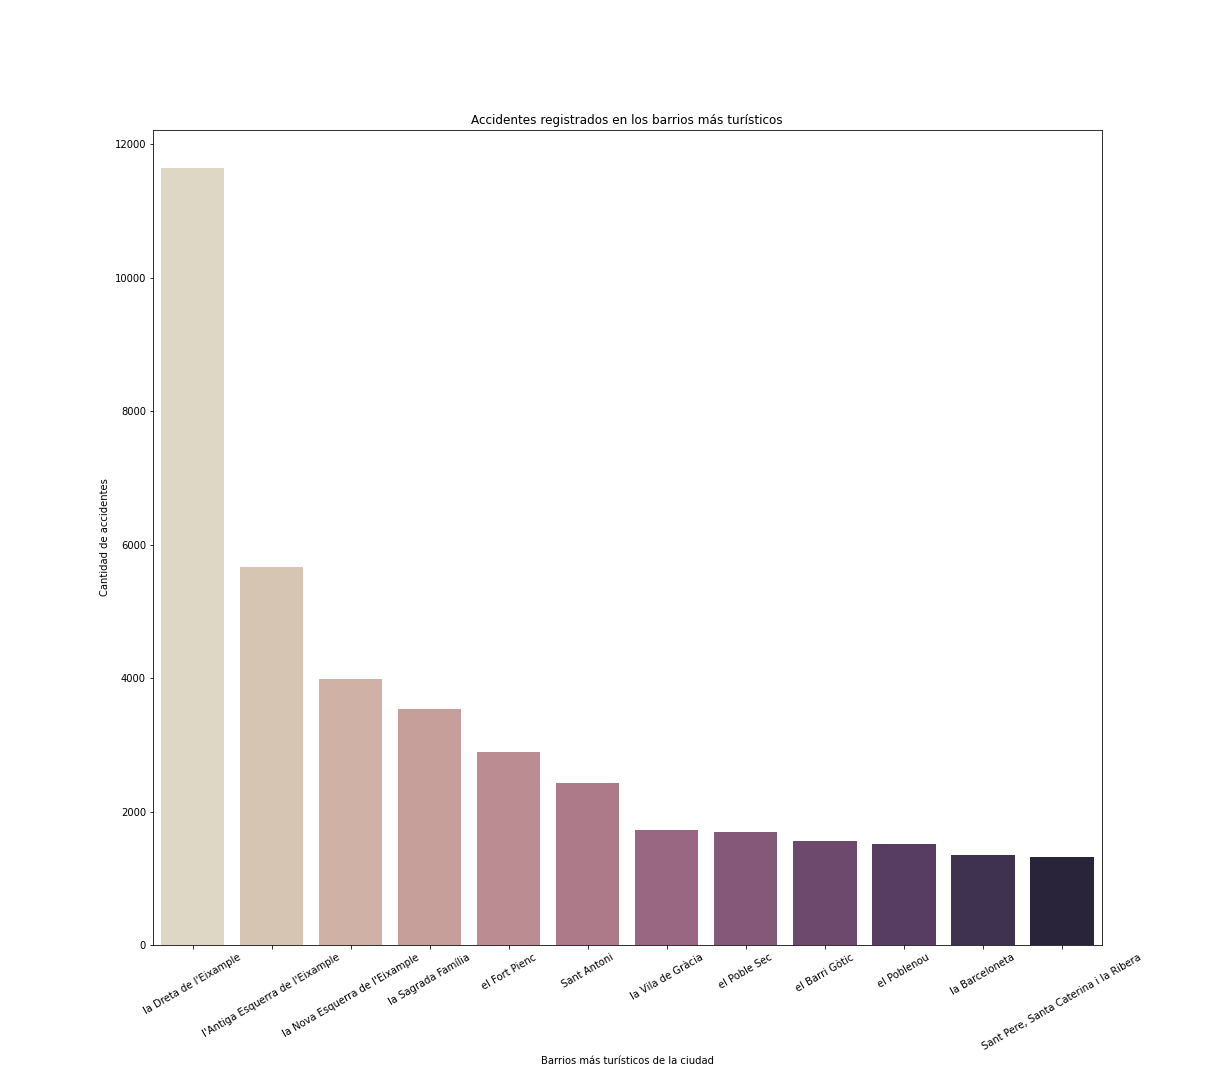 Accidentes registrados en los barrios más turísticos
12000
10000
8000
6000
4000
2000
0
Cantidad de accidentes
la Dreta de l'Eixample
l'Antiga Esquerra de l'Eixample
la Nova Esquerra de l'Eixample
la Sagrada Família
el Fort Pienc
Sant Antoni
la Vila de Gràcia
el Poble Sec
el Barri Gòtic
el Poblenou
la Barceloneta
Sant Pere, Santa Caterina i la Ribera
Barrios más turísticos de la ciudad